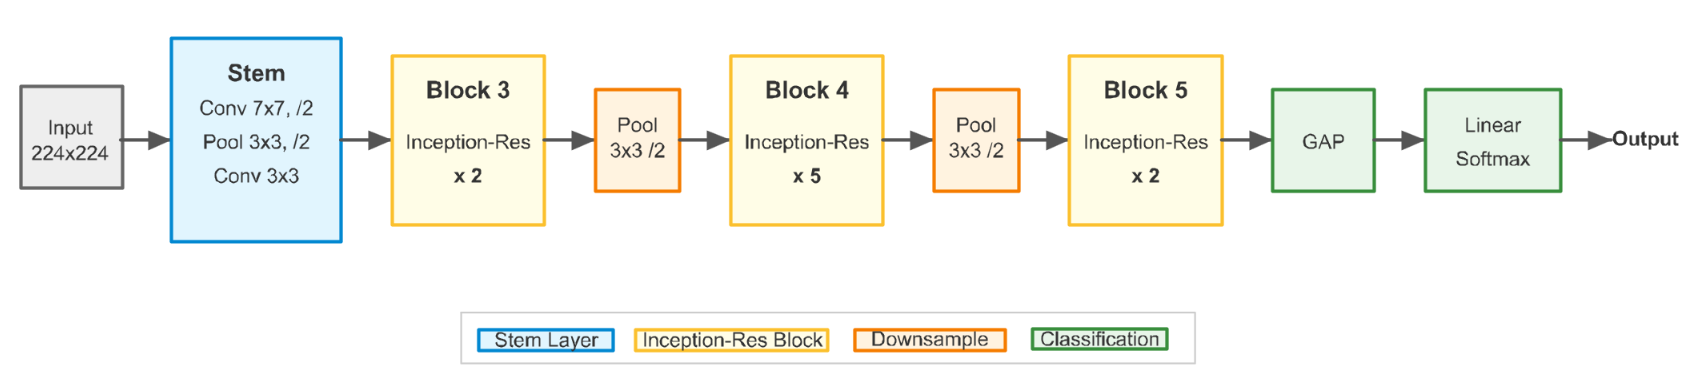 Input
224x224
Stem
Conv 7x7, /2
Pool 3x3, /2
Conv 3x3
Block 3
Inception-Res
x 2
Pool
3x3 /2
Block 4
Inception-Res
x 5
Pool
3x3 /2
Block 5
Inception-Res
x 2
GAP
Linear
Softmax
Output
Stem Layer
Inception-Res Block
Downsample
Classification